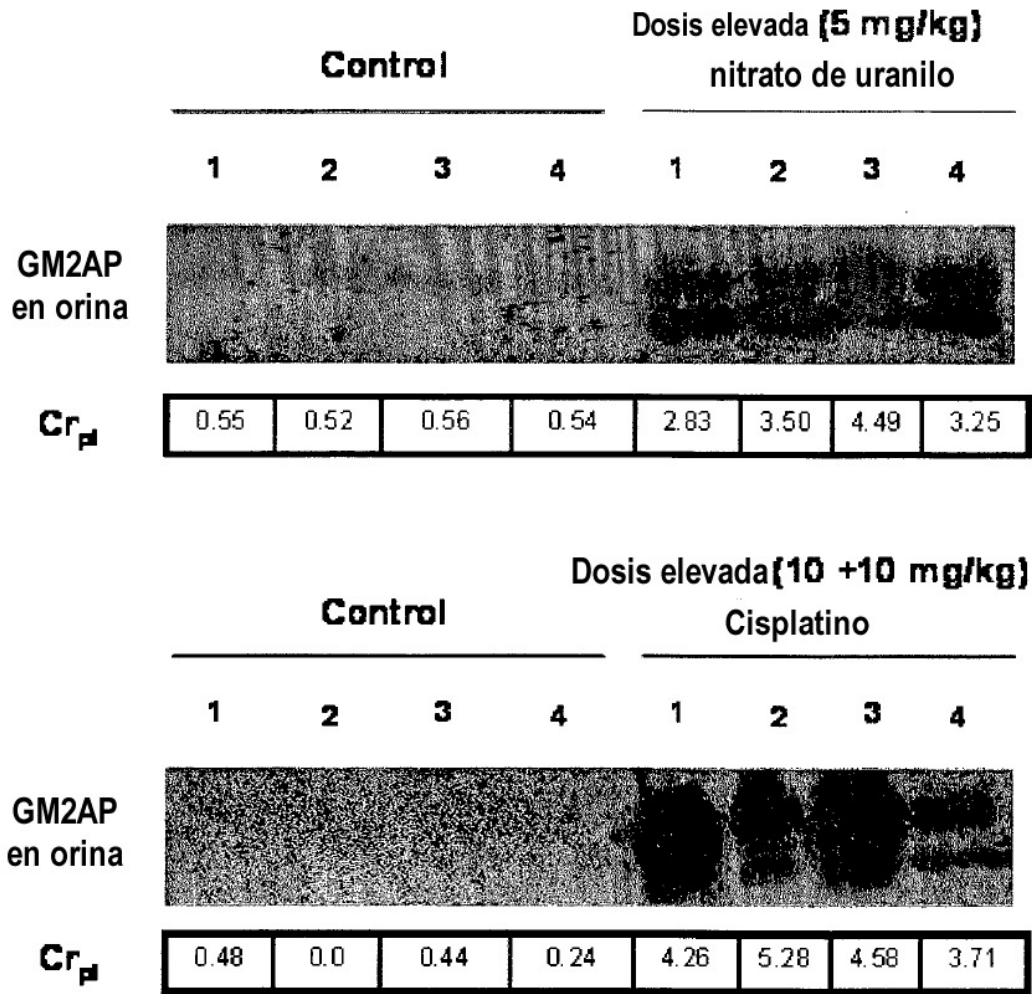 Dosis elevada (5 mg/kg)
Control
nitrato de uranilo
1 2 3 4 1 2 3 4
GM2AP
en orina
Cr pl 0.55 0.52 0.56 0.54 2.83 3.50 4.49 3.25
Dosis elevada (10 +10 mg/kg)
Control
Cisplatino
1 2 3 4 1 2 3 4
GM2AP
en orina
Cr pl 0.48 0.0 0.44 0.24 4.26 5.28 4.58 3.71